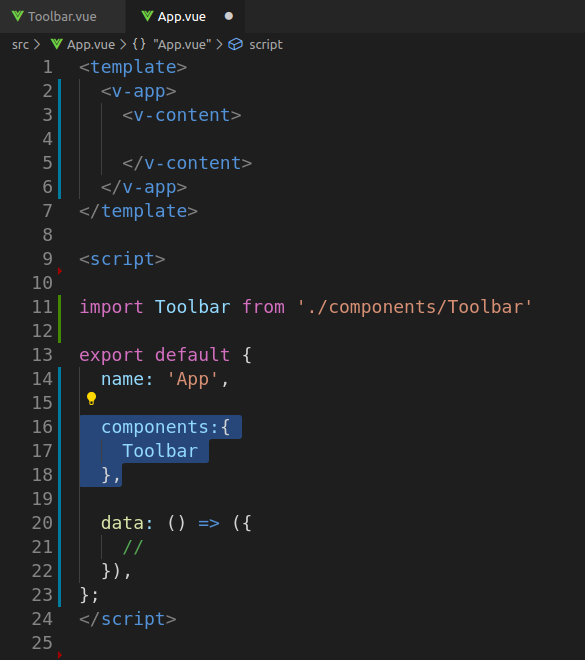 Toolbar.vue App.vue
src > App.vue > {} "App.vue" > script
1 <template>
2   <v-app>
3     <v-content>
4
5     </v-content>
6   </v-app>
7 </template>
8
9 <script>
10
11 import Toolbar from './components/Toolbar'
12
13 export default {
14   name: 'App',
15
16   components:{
17     Toolbar
18   },
19
20   data: () => ({
21     //
22   }),
23 };
24 </script>
25